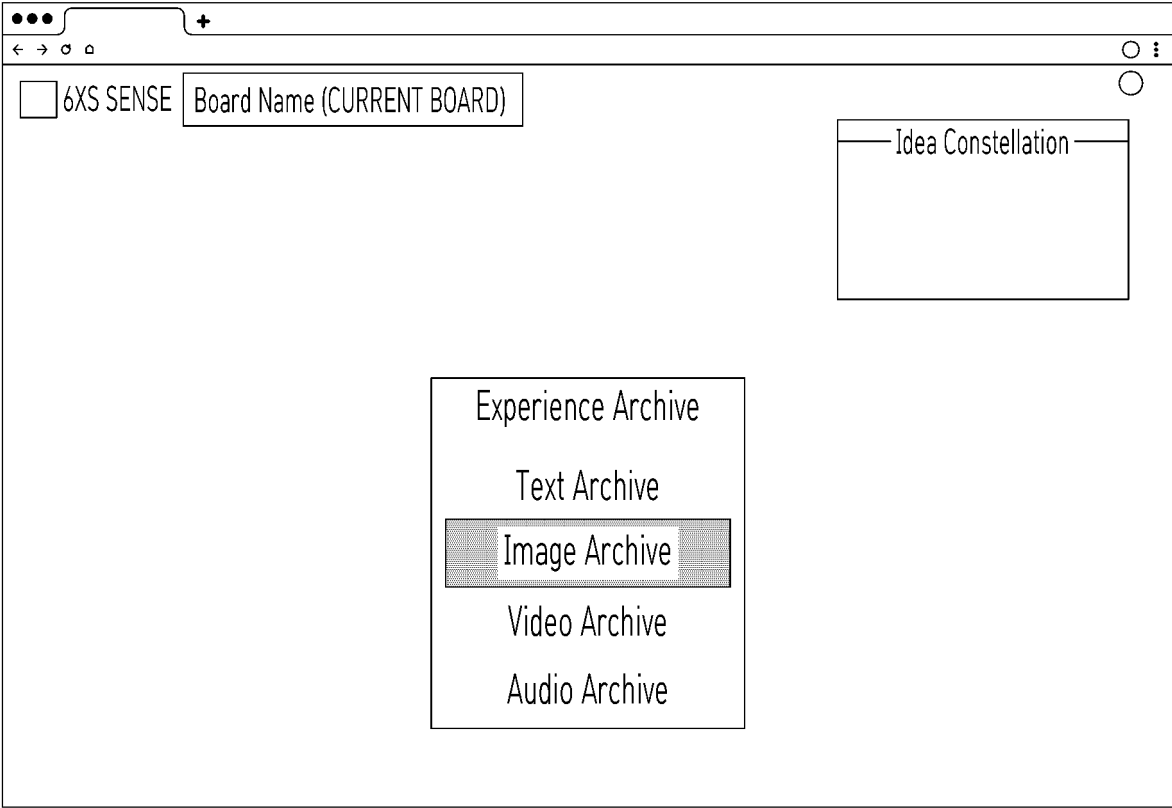 6XS SENSE Board Name (CURRENT BOARD)
Idea Constellation
Experience Archive
Text Archive
Image Archive
Video Archive
Audio Archive